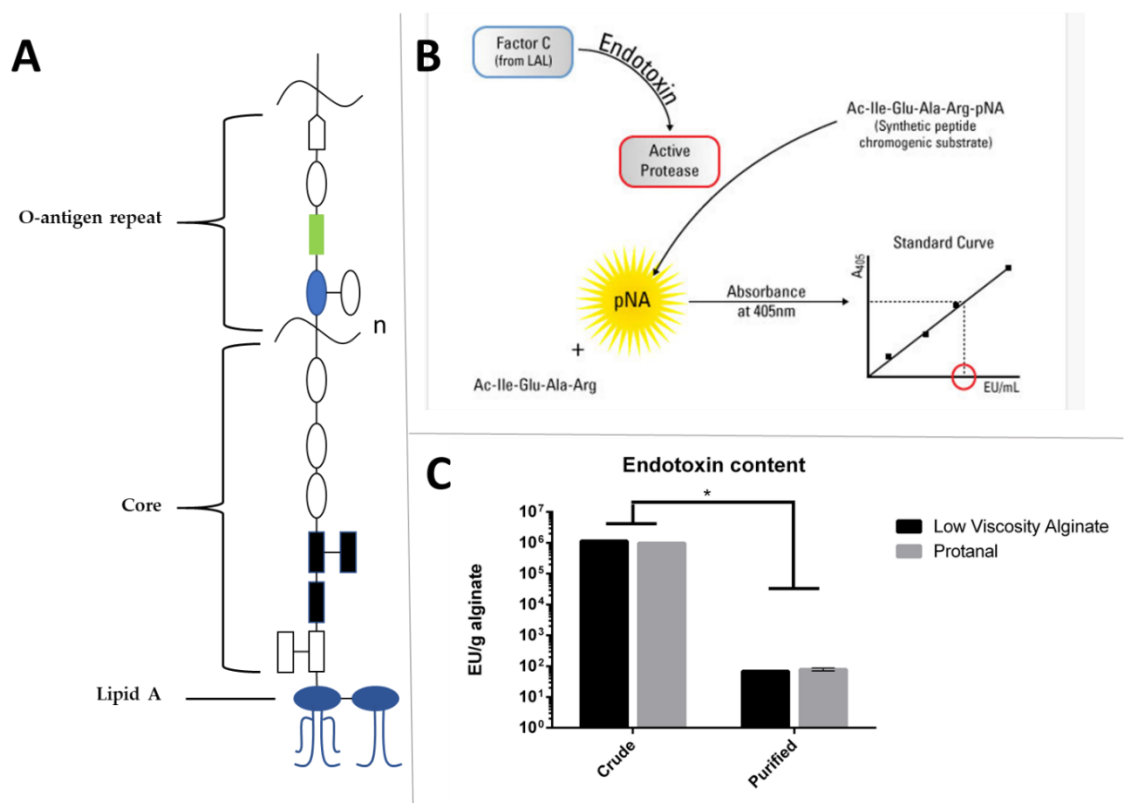 A
O-antigen repeat
n
Core
Lipid A
B
Factor C
(from LAL)
Endotoxin
Active
Protease
Ac-Ile-Glu-Ala-Arg-pNA
(Synthetic peptide
chromogenic substrate)
pNA
+
Ac-Ile-Glu-Ala-Arg
Absorbance
at 405nm
Standard Curve
A405
EU/mL
C
Endotoxin content
*
EU/g alginate
10⁷
10⁶
10⁵
10⁴
10³
10²
10¹
10⁰
Crude
Purified
Low Viscosity Alginate
Protanal